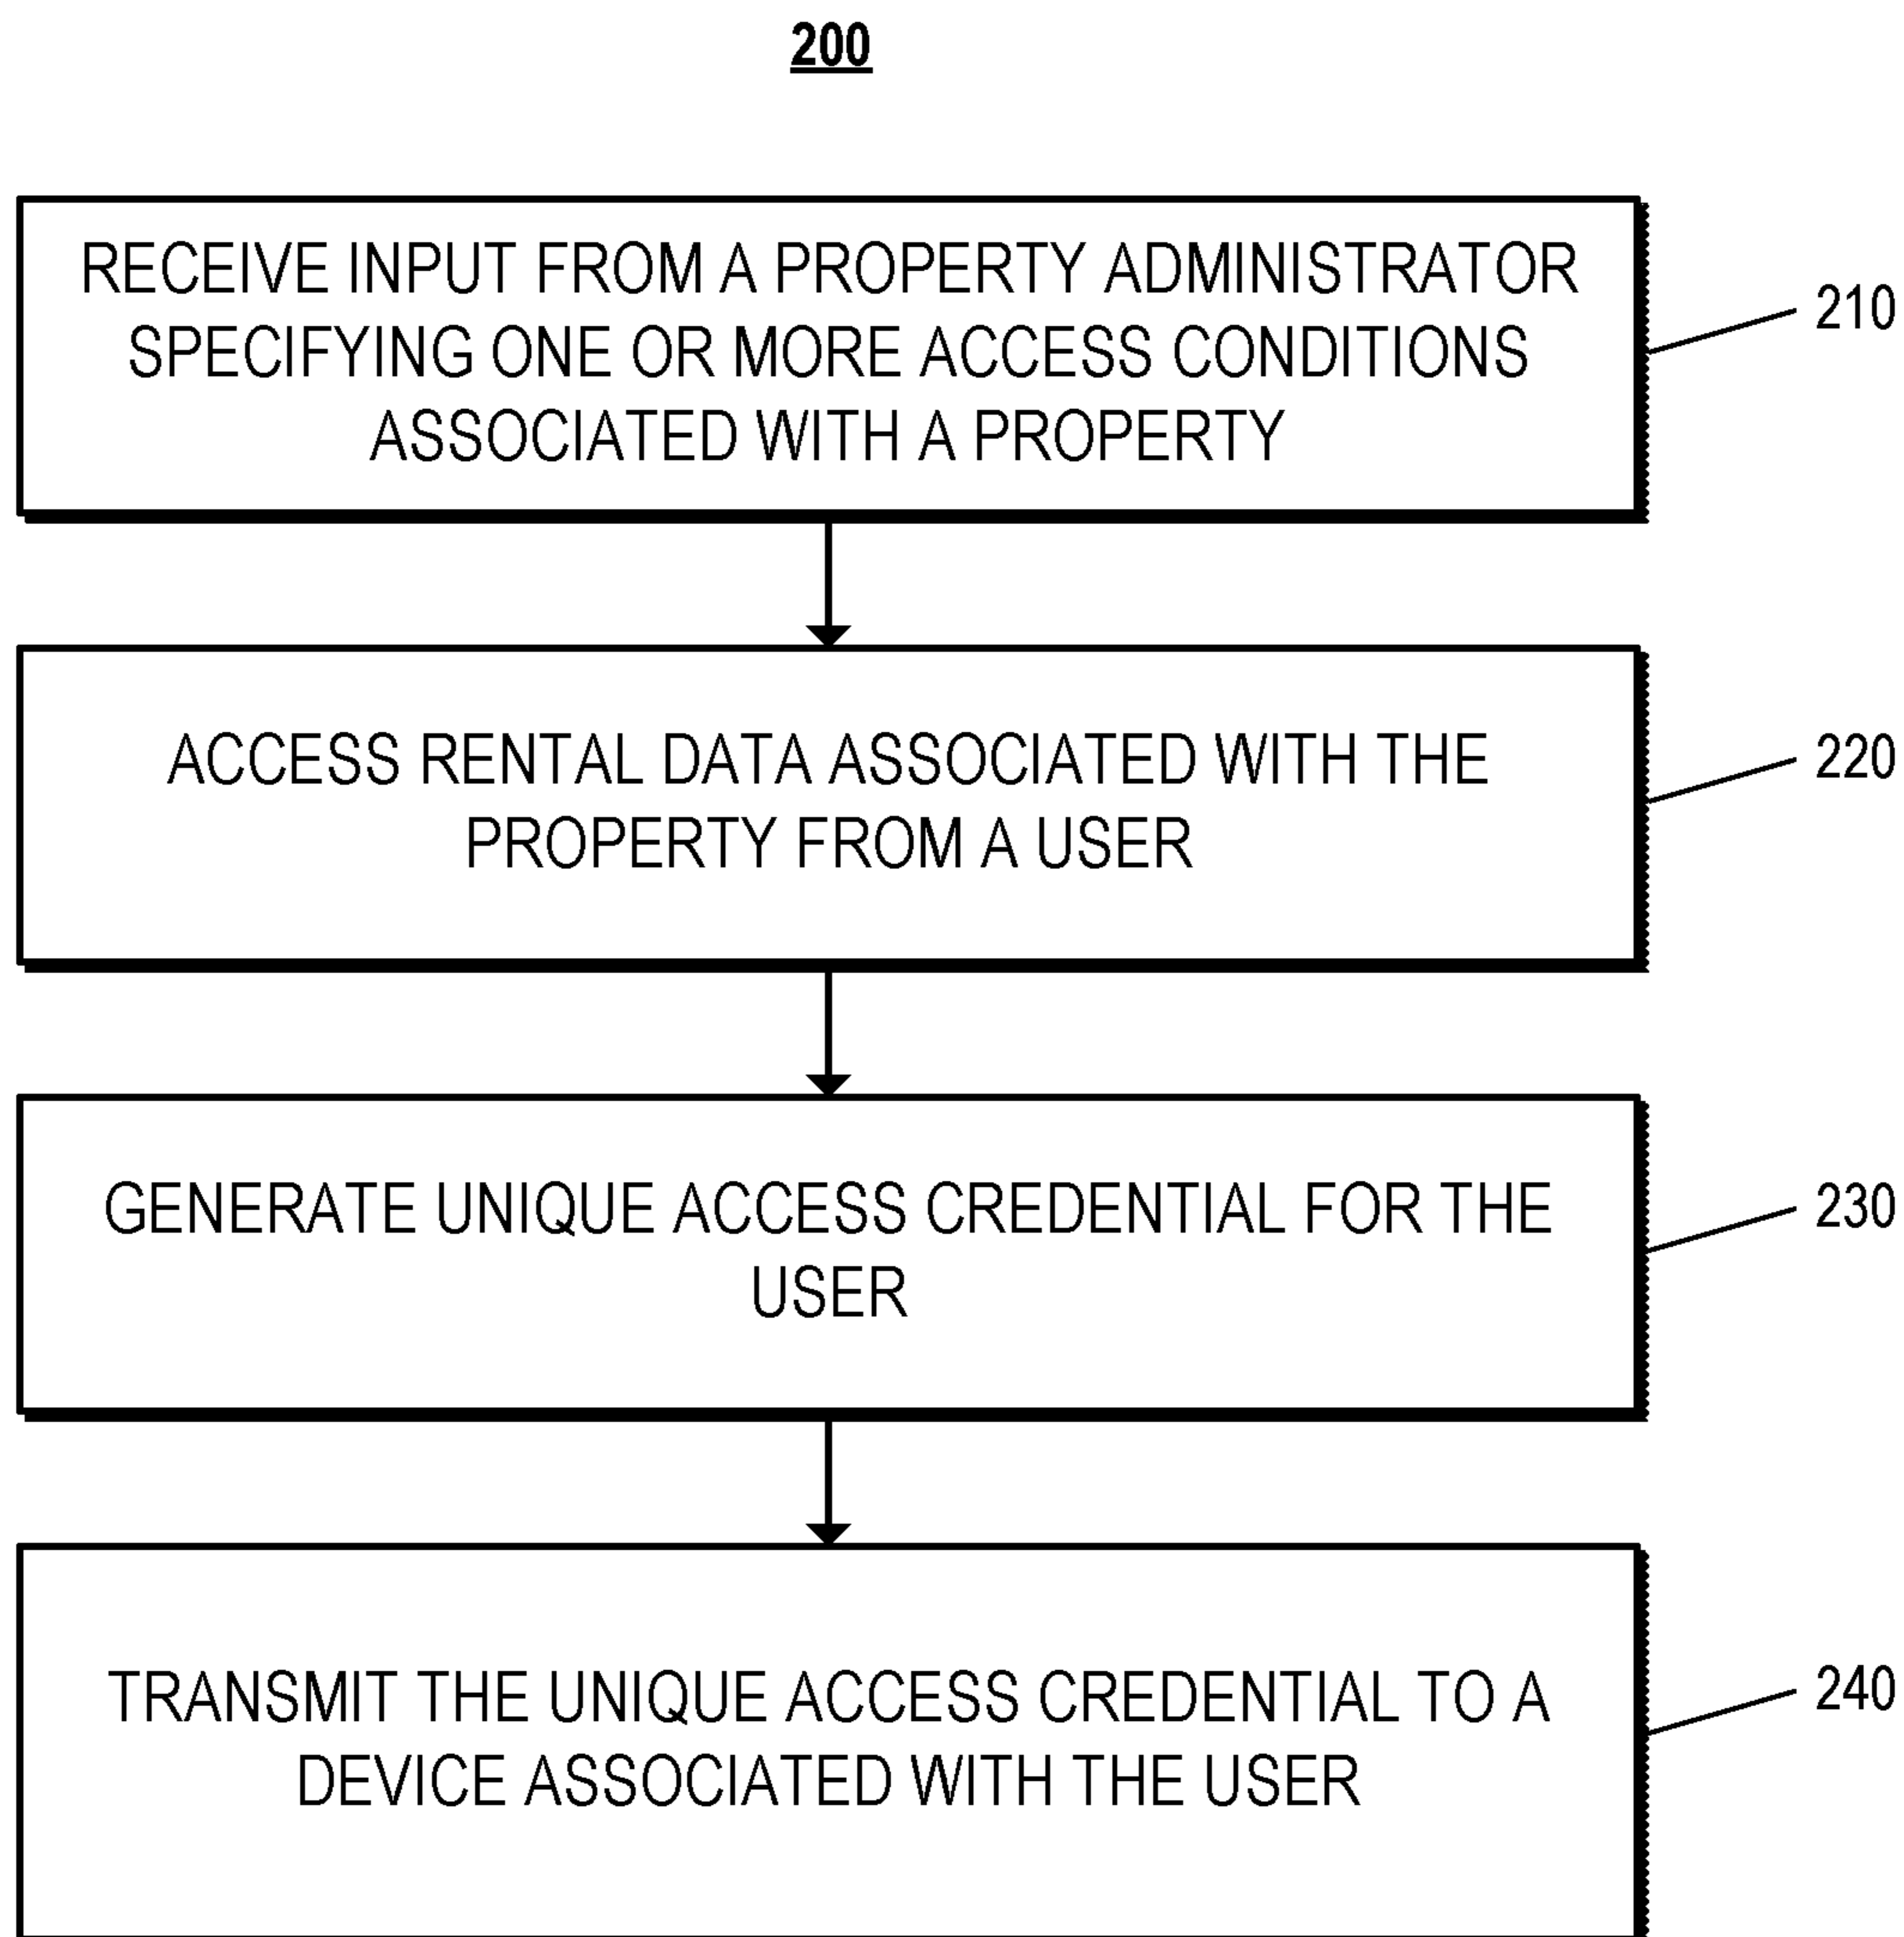 200
RECEIVE INPUT FROM A PROPERTY ADMINISTRATOR
SPECIFYING ONE OR MORE ACCESS CONDITIONS
ASSOCIATED WITH A PROPERTY
210
ACCESS RENTAL DATA ASSOCIATED WITH THE
PROPERTY FROM A USER
220
GENERATE UNIQUE ACCESS CREDENTIAL FOR THE
USER
230
TRANSMIT THE UNIQUE ACCESS CREDENTIAL TO A
DEVICE ASSOCIATED WITH THE USER
240